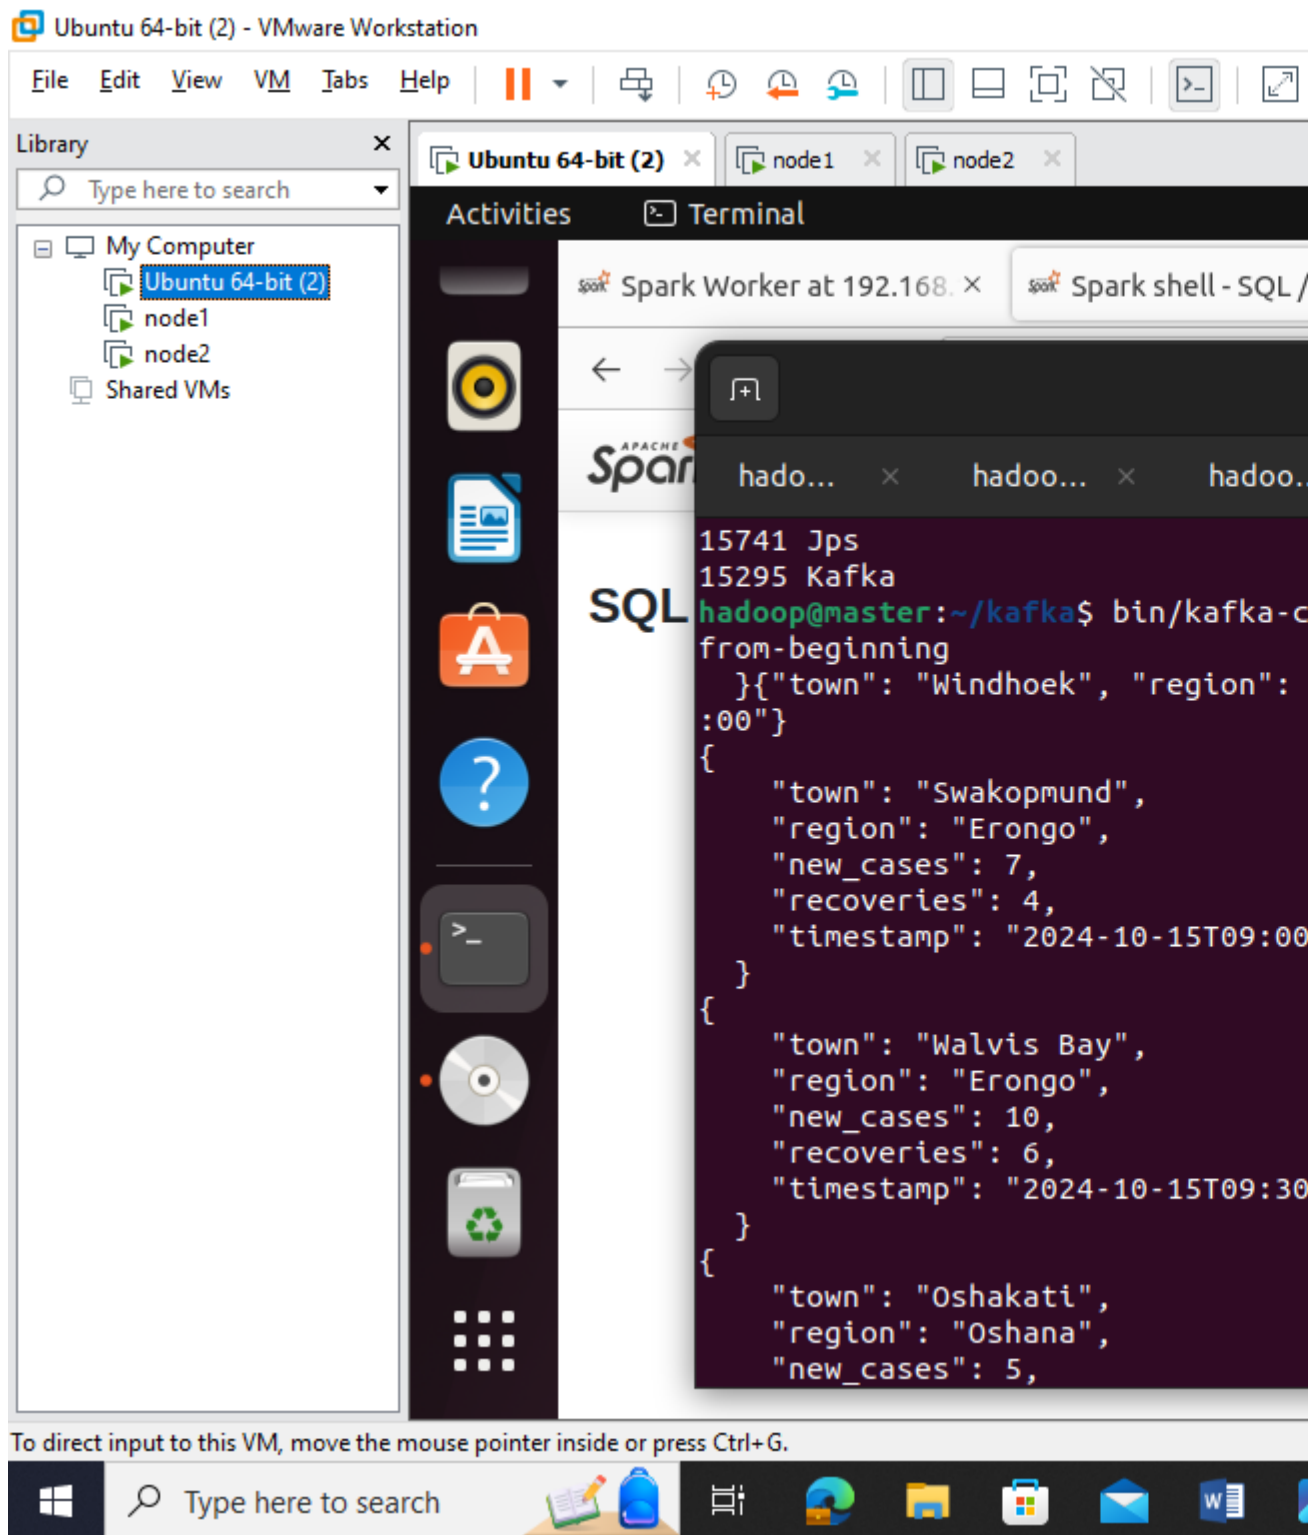 Ubuntu 64-bit (2) - VMware Workstation
File Edit View VM Tabs Help
Library
Type here to search
My Computer
Ubuntu 64-bit (2)
node1
node2
Shared VMs
Ubuntu 64-bit (2) node1 node2
Activities Terminal
Spark Worker at 192.168. Spark shell - SQL /
APACHE
Spar
SQL
hado... hadoo... hadoo..
15741 Jps
15295 Kafka
hadoop@master:~/kafka$ bin/kafka-c
from-beginning
  }{"town": "Windhoek", "region":
:00"}
{
    "town": "Swakopmund",
    "region": "Erongo",
    "new_cases": 7,
    "recoveries": 4,
    "timestamp": "2024-10-15T09:00
  }
{
    "town": "Walvis Bay",
    "region": "Erongo",
    "new_cases": 10,
    "recoveries": 6,
    "timestamp": "2024-10-15T09:30
  }
{
    "town": "Oshakati",
    "region": "Oshana",
    "new_cases": 5,
To direct input to this VM, move the mouse pointer inside or press Ctrl+G.
Type here to search